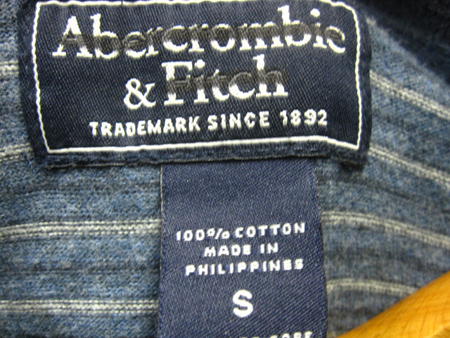 Abercrombie
& Fitch
TRADEMARK SINCE 1892
100% COTTON
MADE IN
PHILIPPINES
S